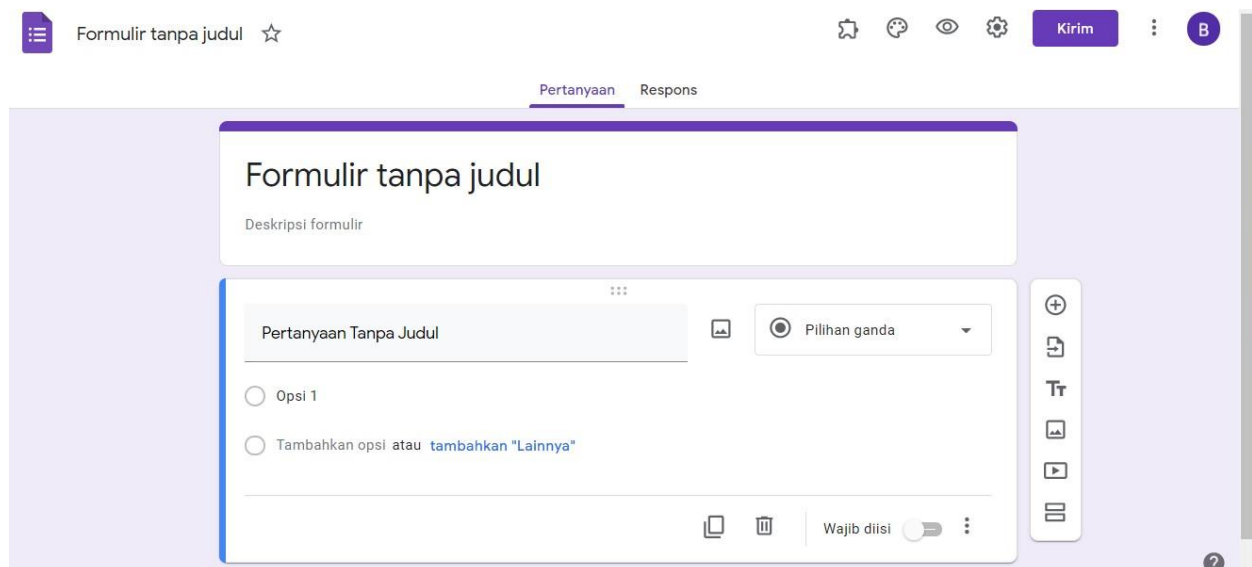 Formulir tanpa judul
Kirim
B
Pertanyaan Respons
Formulir tanpa judul
Deskripsi formulir
Pertanyaan Tanpa Judul
Pilihan ganda
Opsi 1
Tambahkan opsi atau tambahkan "Lainnya"
Wajib diisi